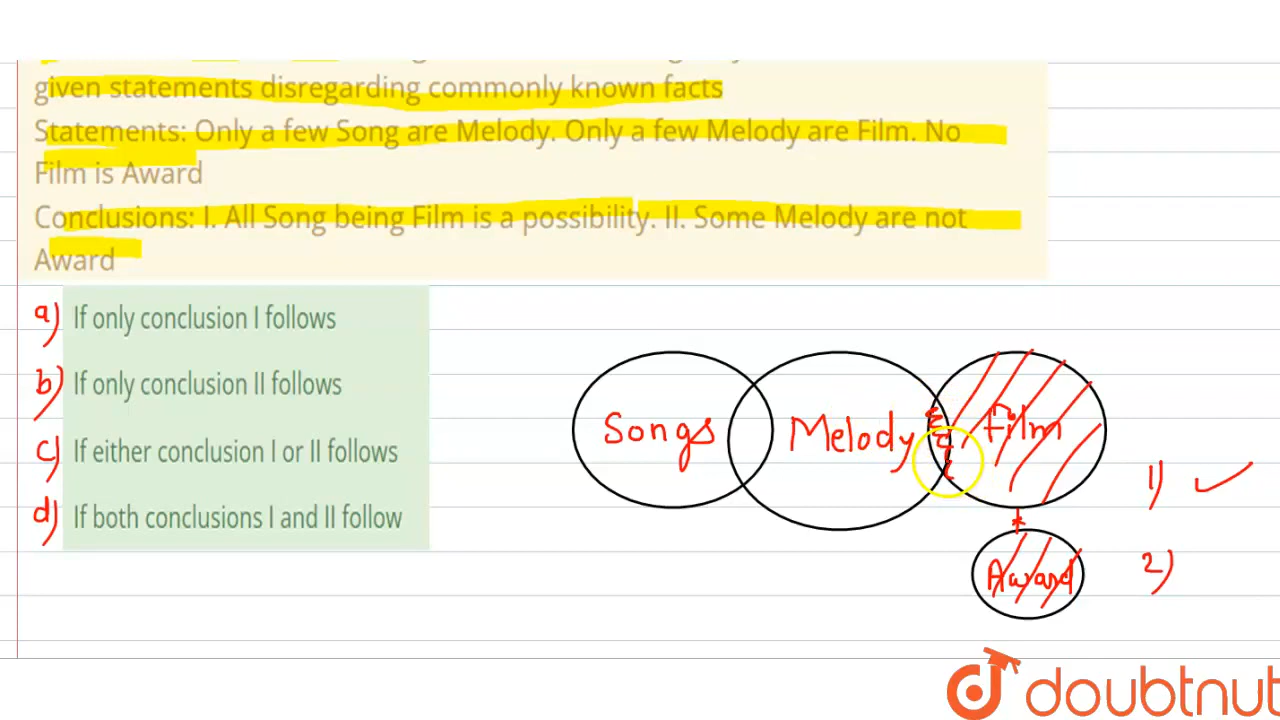 given statements disregarding commonly known facts
Statements: Only a few Song are Melody. Only a few Melody are Film. No
Film is Award
Conclusions: I. All Song being Film is a possibility. II. Some Melody are not
Award
a) If only conclusion I follows
b) If only conclusion II follows
c) If either conclusion I or II follows
d) If both conclusions I and II follow
Songs Melody Film
1)
Award 2)
doubtnut